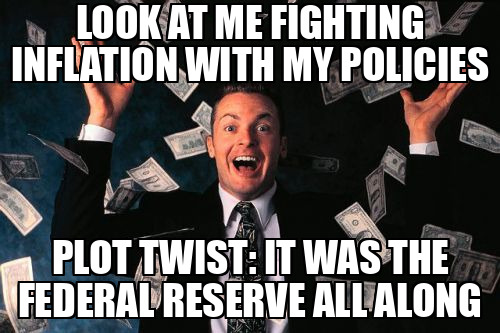 LOOK AT ME FIGHTING
INFLATION WITH MY POLICIES
PLOT TWIST: IT WAS THE
FEDERAL RESERVE ALL ALONG